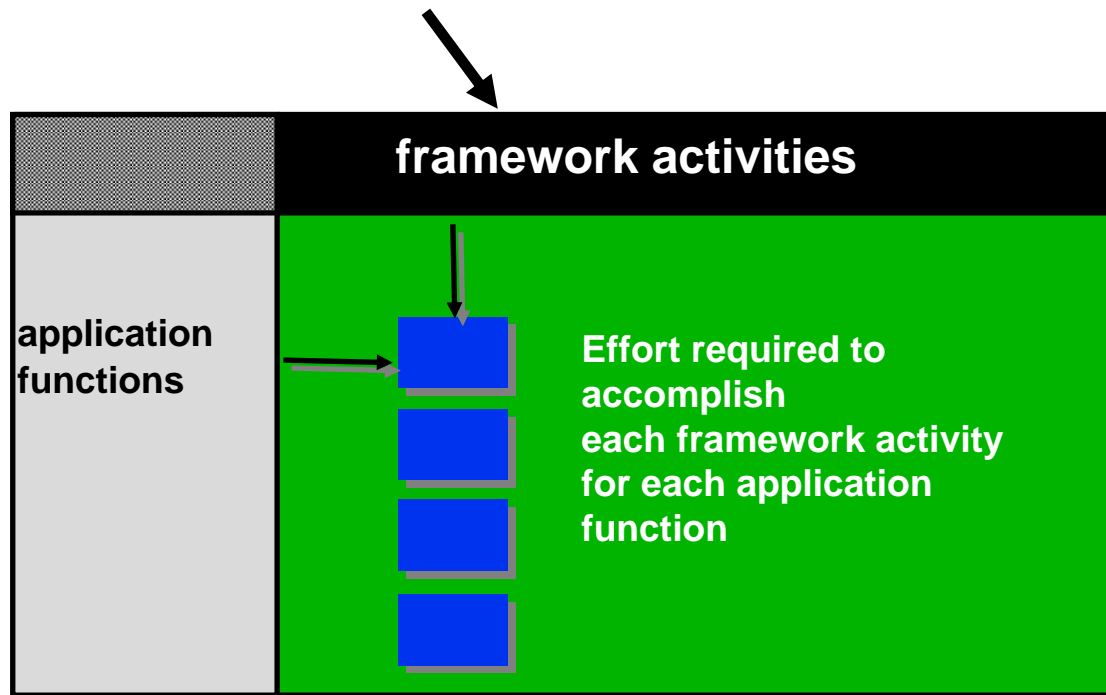 framework activities
application
functions
Effort required to
accomplish
each framework activity
for each application
function